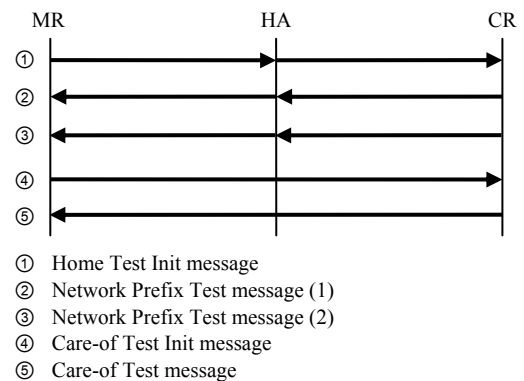 MR HA CR
①
②
③
④
⑤
① Home Test Init message
② Network Prefix Test message (1)
③ Network Prefix Test message (2)
④ Care-of Test Init message
⑤ Care-of Test message